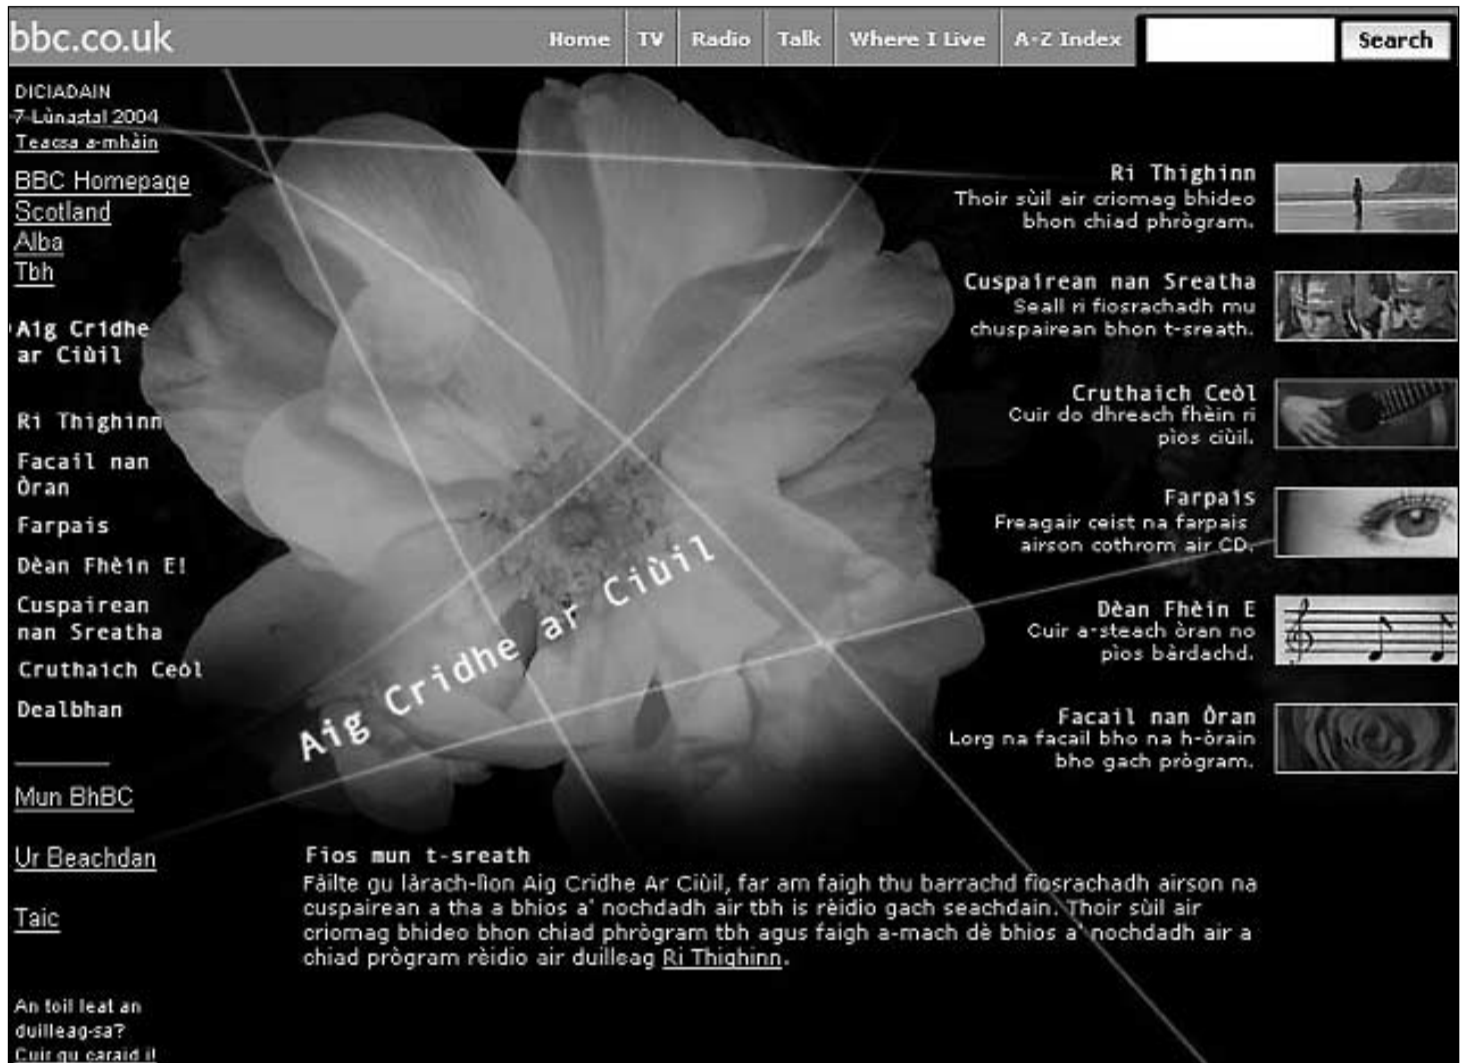 bbc.co.uk
Home TV Radio Talk Where I Live A-Z Index Search
DICIADAIN
7 Lùnastal 2004
Teacsa a-mhàin
BBC Homepage
Scotland
Alba
Tbh
Aig Cridhe
ar Ciùil
Ri Thighinn
Facail nan
Òran
Farpais
Dèan Fhèin E!
Cuspairean
nan Sreatha
Cruthaich Ceòl
Dealbhan
Mun BhBC
Ur Beachdan
Taic
An toil leat an
duilleag-sa?
Cuir gu caraid i!
Aig Cridhe ar Ciùil
Ri Thighinn
Thoir sùil air criomag bhideo
bhon chiad phrògram.
Cuspairean nan Sreatha
Seall ri fiosrachadh mu
chuspairean bhon t-sreath.
Cruthaich Ceòl
Cuir do dhreach fhèin ri
pìos ciùil.
Farpais
Freagair ceist na farpais
airson cothrom air CD.
Dèan Fhèin E
Cuir a-steach òran no
pìos bàrdachd.
Facail nan Òran
Lorg na facail bho na h-òrain
bho gach prògram.
Fios mun t-sreath
Fàilte gu làrach-lìon Aig Cridhe Ar Ciùil, far am faigh thu barrachd fiosrachadh airson na
cuspairean a tha a bhios a' nochdadh air tbh is rèidio gach seachdain. Thoir sùil air
criomag bhideo bhon chiad phrògram tbh agus faigh a-mach dè bhios a' nochdadh air a
chiad prògram rèidio air duilleag Ri Thighinn.